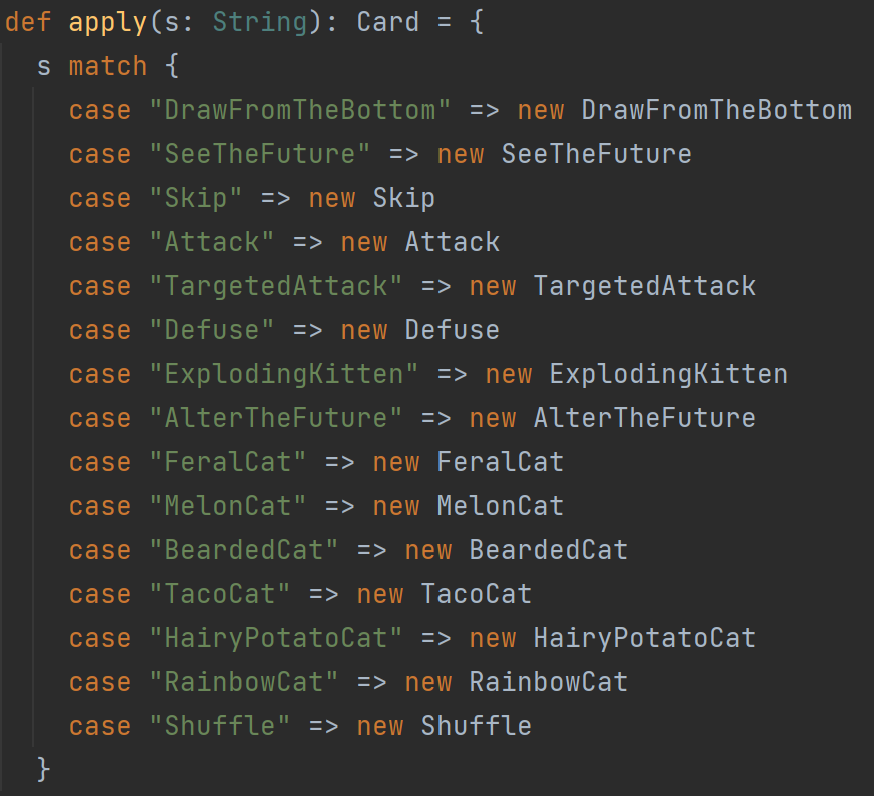 def apply(s: String): Card = {
  s match {
    case "DrawFromTheBottom" => new DrawFromTheBottom
    case "SeeTheFuture" => new SeeTheFuture
    case "Skip" => new Skip
    case "Attack" => new Attack
    case "TargetedAttack" => new TargetedAttack
    case "Defuse" => new Defuse
    case "ExplodingKitten" => new ExplodingKitten
    case "AlterTheFuture" => new AlterTheFuture
    case "FeralCat" => new FeralCat
    case "MelonCat" => new MelonCat
    case "BeardedCat" => new BeardedCat
    case "TacoCat" => new TacoCat
    case "HairyPotatoCat" => new HairyPotatoCat
    case "RainbowCat" => new RainbowCat
    case "Shuffle" => new Shuffle
  }